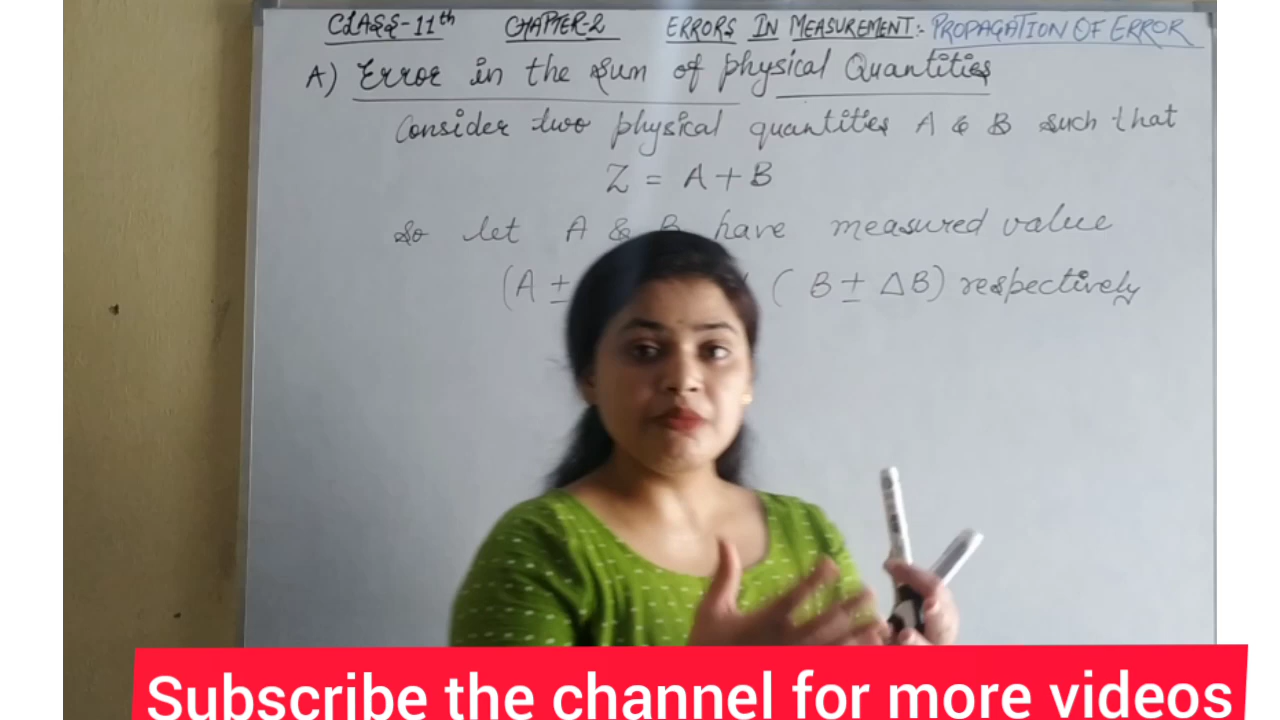 CLASS-11th CHAPTER-2 ERRORS IN MEASUREMENT:- PROPAGATION OF ERROR
A) Error in the sum of physical Quantities
Consider two physical quantities A & B such that
Z = A + B
so let A & B have measured value
(A ± ( B ± ΔB) respectively
Subscribe the channel for more videos